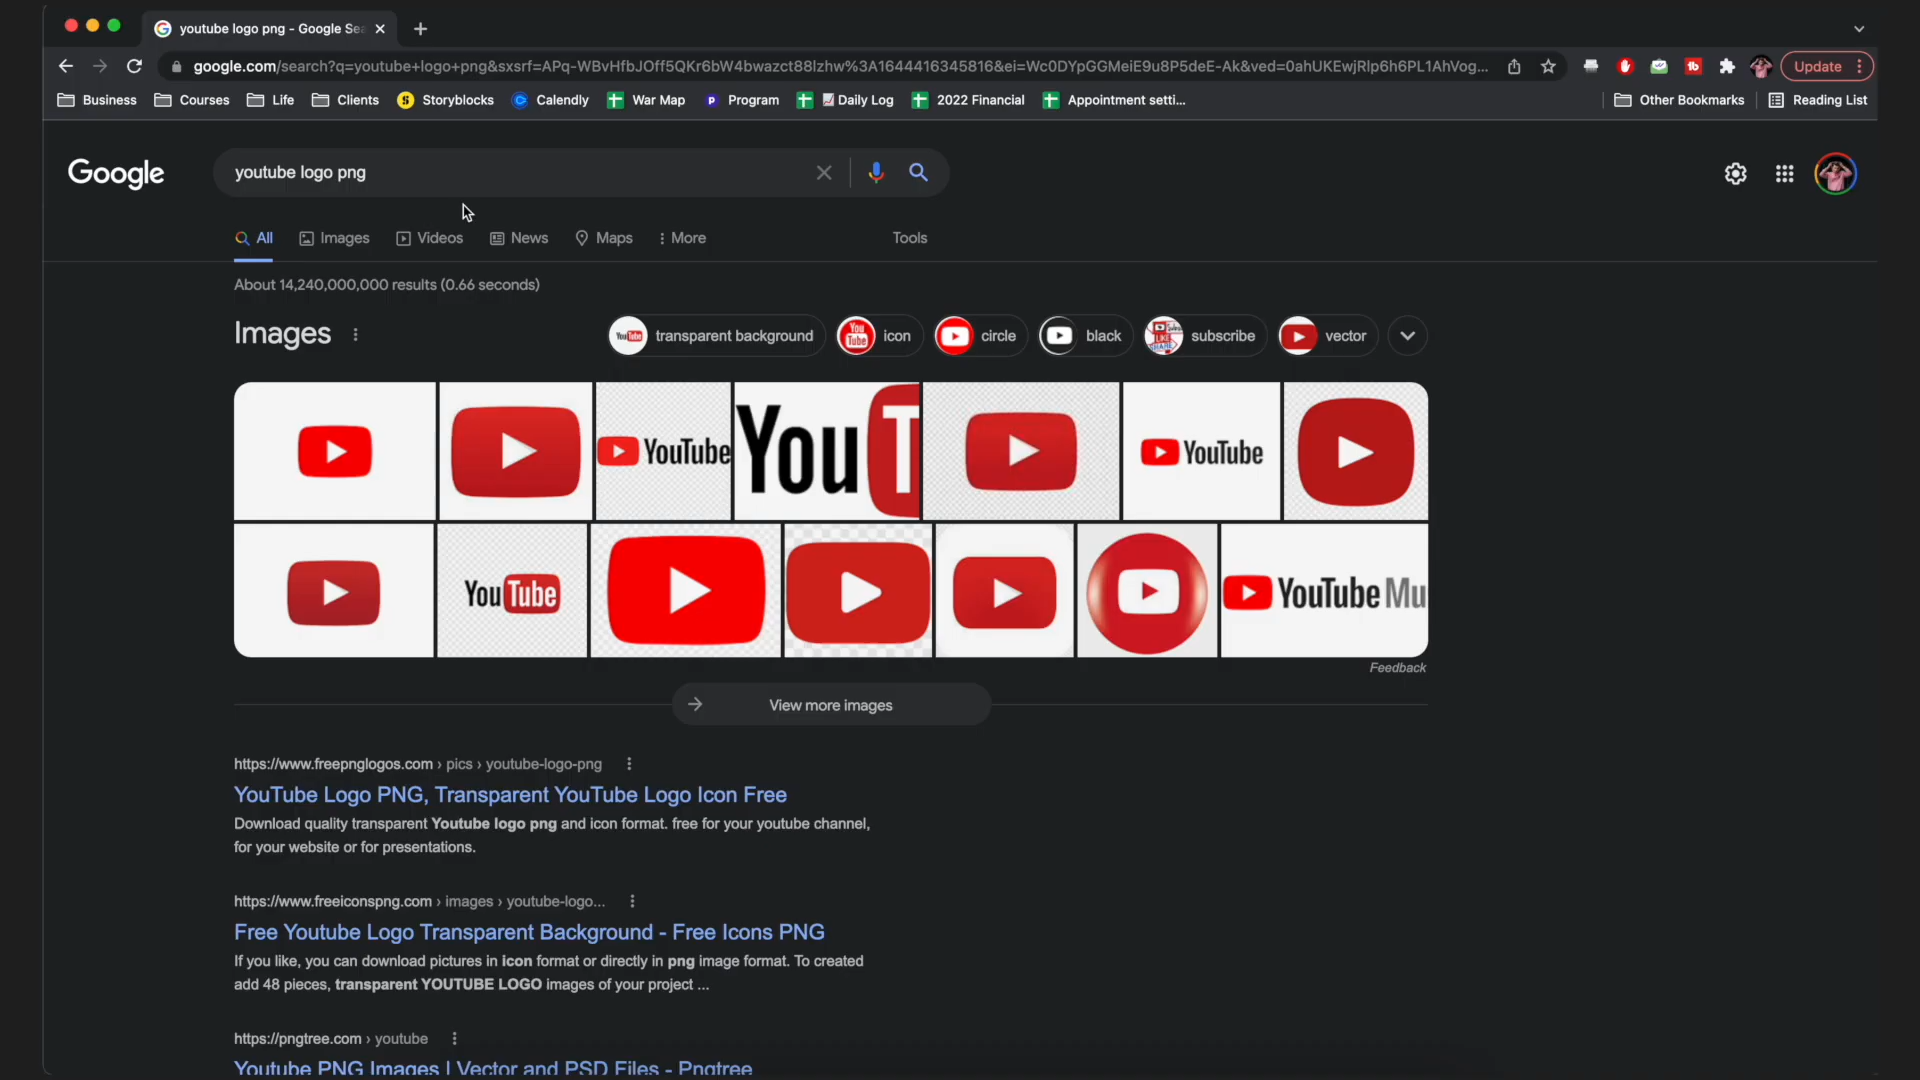 youtube logo png - Google Se
google.com/search?q=youtube+logo+png&sxsrf=APq-WBvHfbJOff5QKr6bW4bwazct88lzhw%3A1644416345816&ei=Wc0DYpGGMeiE9u8P5deE-Ak&ved=0ahUKEwjRlp6h6PL1AhVog...
Update
Business Courses Life Clients Storyblocks Calendly War Map Program Daily Log 2022 Financial Appointment setti... Other Bookmarks Reading List
Google
youtube logo png
All Images Videos News Maps More Tools
About 14,240,000,000 results (0.66 seconds)
Images
transparent background icon circle black subscribe vector
YouTube YouT YouTube
YouTube YouTube Mu
Feedback
View more images
https://www.freepnglogos.com › pics › youtube-logo-png
YouTube Logo PNG, Transparent YouTube Logo Icon Free
Download quality transparent Youtube logo png and icon format. free for your youtube channel,
for your website or for presentations.
https://www.freeiconspng.com › images › youtube-logo...
Free Youtube Logo Transparent Background - Free Icons PNG
If you like, you can download pictures in icon format or directly in png image format. To created
add 48 pieces, transparent YOUTUBE LOGO images of your project ...
https://pngtree.com › youtube
Youtube PNG Images | Vector and PSD Files - Pngtree